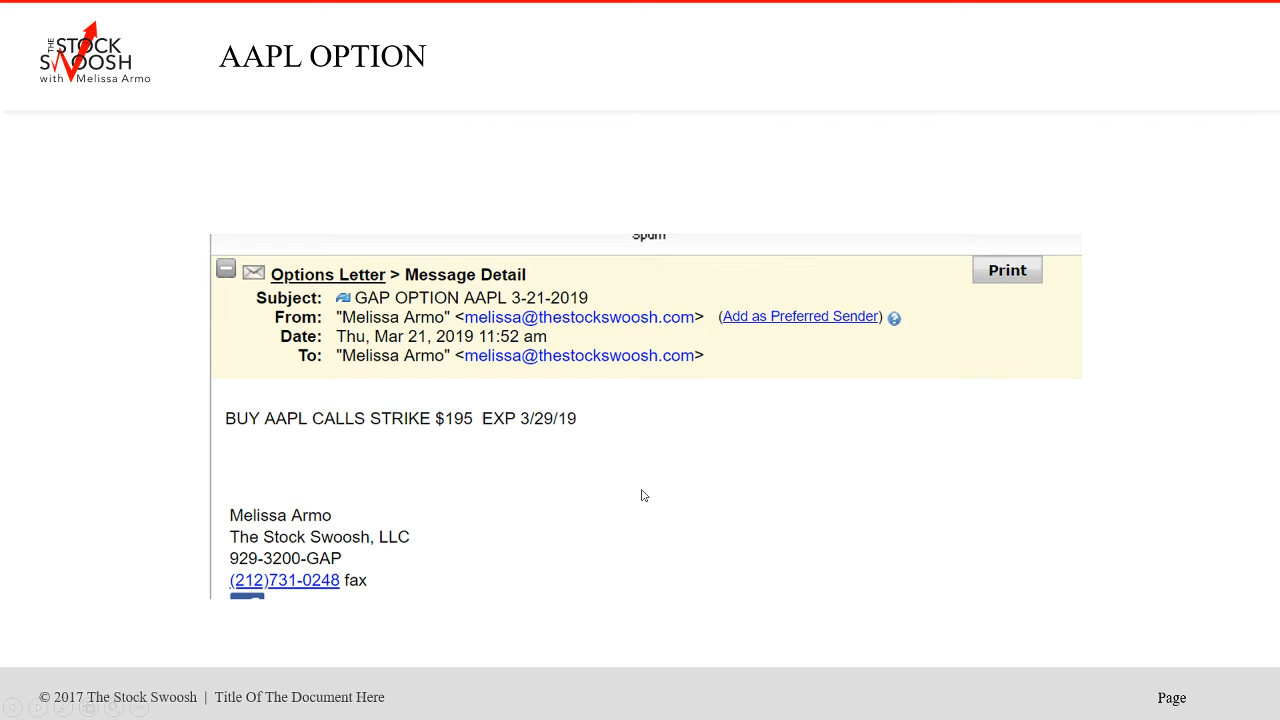 THE STOCK
SWOOSH
with Melissa Armo
AAPL OPTION
Spam
Options Letter > Message Detail
Print
Subject: GAP OPTION AAPL 3-21-2019
From: "Melissa Armo" <melissa@thestockswoosh.com> (Add as Preferred Sender)
Date: Thu, Mar 21, 2019 11:52 am
To: "Melissa Armo" <melissa@thestockswoosh.com>
BUY AAPL CALLS STRIKE $195 EXP 3/29/19
Melissa Armo
The Stock Swoosh, LLC
929-3200-GAP
(212)731-0248 fax
© 2017 The Stock Swoosh | Title Of The Document Here
Page